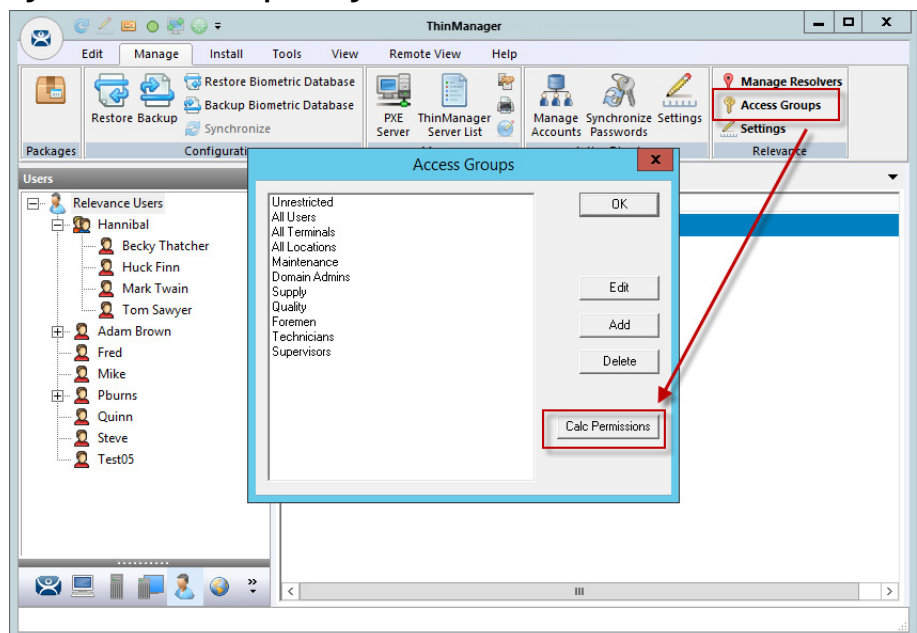 ThinManager
Edit Manage Install Tools View Remote View Help
Restore Biometric Database
Backup Biometric Database
Synchronize
Restore Backup
PXE Server
ThinManager Server List
Manage Accounts
Synchronize Passwords
Settings
Manage Resolvers
Access Groups
Settings
Packages
Relevance
Users
Relevance Users
Hannibal
Becky Thatcher
Huck Finn
Mark Twain
Tom Sawyer
Adam Brown
Fred
Mike
Pburns
Quinn
Steve
Test05
Access Groups
X
Unrestricted
All Users
All Terminals
All Locations
Maintenance
Domain Admins
Supply
Quality
Foremen
Technicians
Supervisors
OK
Edit
Add
Delete
Calc Permissions